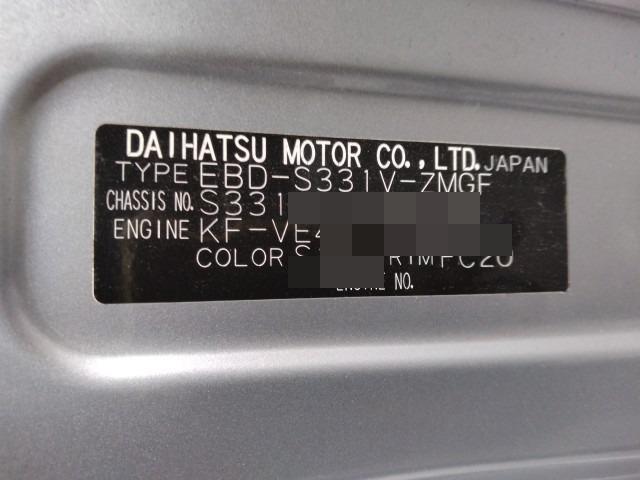 DAIHATSU MOTOR CO., LTD. JAPAN
TYPE EBD-S331V-ZMGF
CHASSIS NO. S331
ENGINE KF-VE4
COLOR S
ENGINE NO.